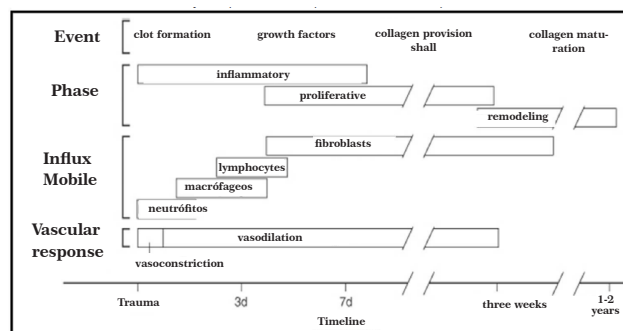 Event clot formation growth factors collagen provision collagen matu-
shall ration
Phase inflammatory
proliferative
remodeling
fibroblasts
Influx lymphocytes
Mobile macrófageos
neutrófitos
Vascular vasodilation
response
vasoconstriction
Trauma 3d 7d three weeks 1-2
years
Timeline